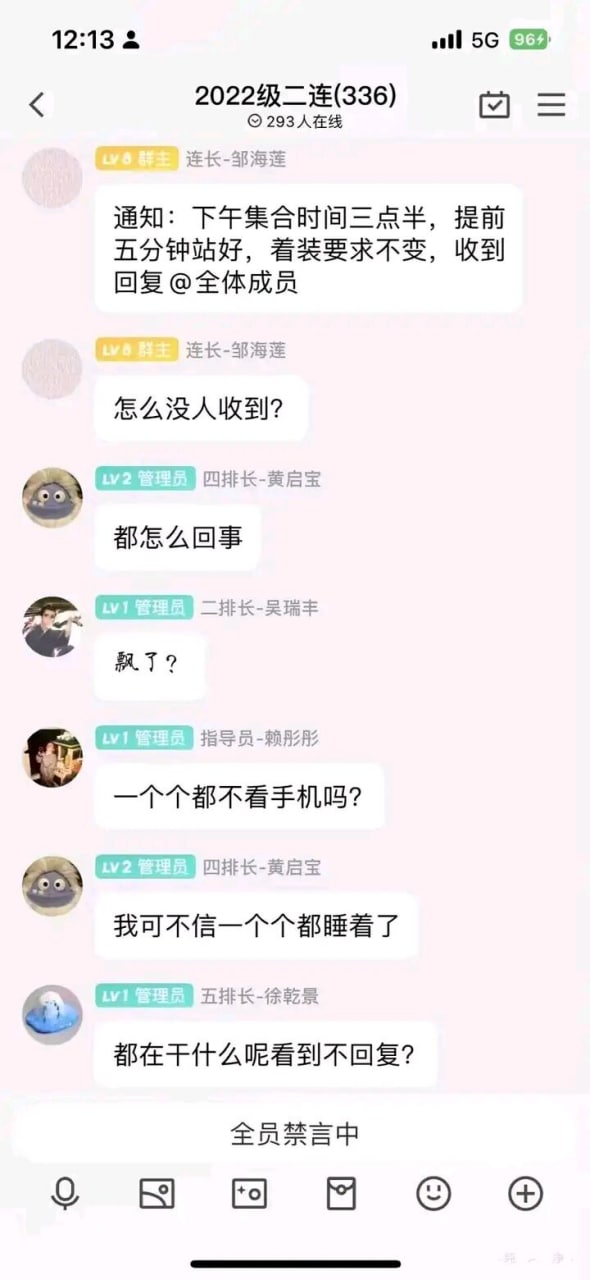 12:13
5G
96
2022级二连(336)
293人在线
LV8 群主 连长-邹海莲
通知：下午集合时间三点半，提前
五分钟站好，着装要求不变，收到
回复@全体成员
LV8 群主 连长-邹海莲
怎么没人收到？
LV2 管理员 四排长-黄启宝
都怎么回事
LV1 管理员 二排长-吴瑞丰
飘了？
LV1 管理员 指导员-赖彤彤
一个个都不看手机吗？
LV2 管理员 四排长-黄启宝
我可不信一个个都睡着了
LV1 管理员 五排长-徐乾景
都在干什么呢看到不回复？
全员禁言中